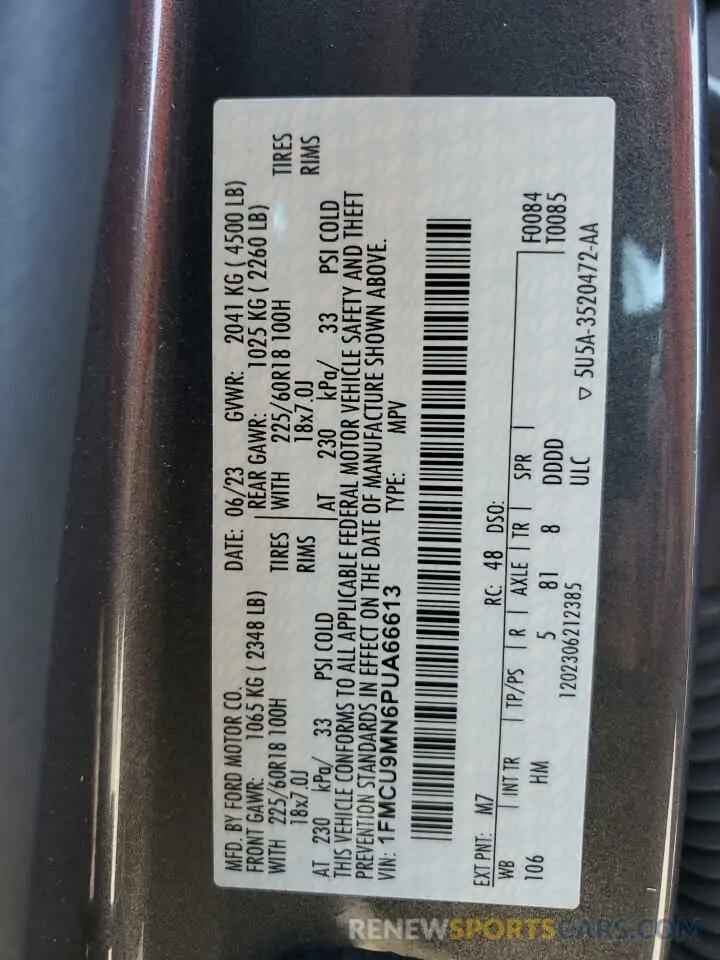 MFD. BY FORD MOTOR CO.
DATE: 06/23 GVWR: 2041 KG ( 4500 LB)
FRONT GAWR: 1065 KG ( 2348 LB) REAR GAWR: 1025 KG ( 2260 LB)
WITH 225/60R18 100H TIRES WITH 225/60R18 100H TIRES
18x7.0J RIMS 18x7.0J RIMS
AT 230 kPa/ 33 PSI COLD AT 230 kPa/ 33 PSI COLD
THIS VEHICLE CONFORMS TO ALL APPLICABLE FEDERAL MOTOR VEHICLE SAFETY AND THEFT
PREVENTION STANDARDS IN EFFECT ON THE DATE OF MANUFACTURE SHOWN ABOVE.
VIN: 1FMCU9MN6PUA66613 TYPE: MPV
EXT PNT: M7 RC: 48 DSO:
WB INT TR TP/PS R AXLE TR SPR F0084
106 HM 5 81 8 DDDD T0085
1202306212385 ULC
▽ 5U5A-3520472-AA
RENEWSPORTSCARS.COM